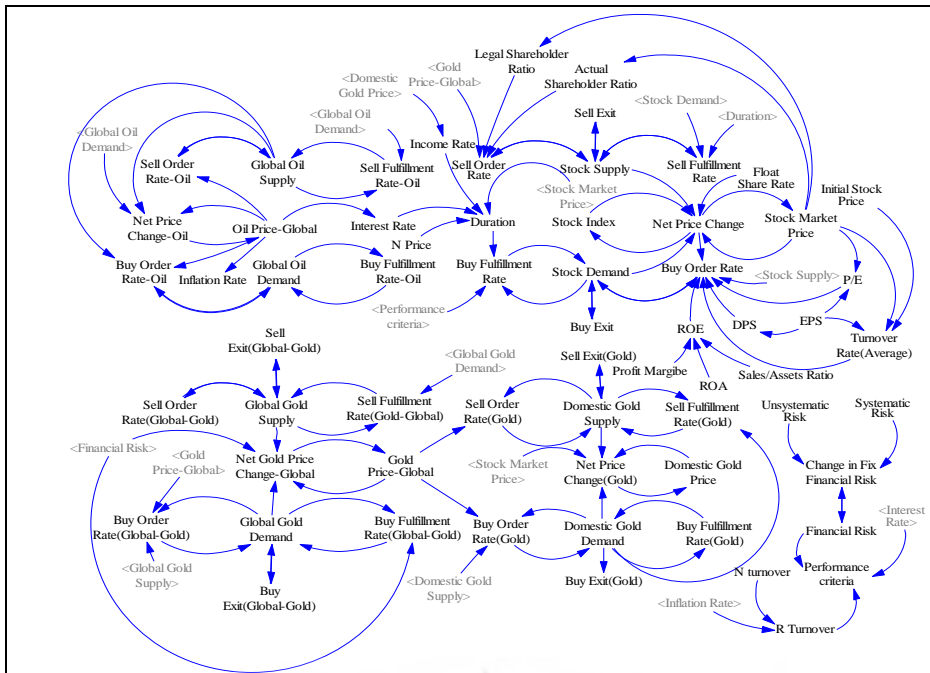 Legal Shareholder
Ratio
<Gold
Price-Global>
Actual
Shareholder Ratio
<Domestic
Gold Price>
<Stock Demand>
<Duration>
Sell Exit
<Global Oil
Demand>
<Global Oil
Demand>
Income Rate
Sell Order
Rate-Oil
Global Oil
Supply
Sell Fulfillment
Rate-Oil
Sell Order
Rate
Stock Supply
Sell Fulfillment
Rate
Float
Share Rate
Initial Stock
Price
<Stock Market
Price>
Net Price
Change-Oil
Oil Price-Global
Interest Rate
Duration
Stock Index
Net Price Change
Stock Market
Price
N Price
Buy Order
Rate-Oil
Inflation Rate
Global Oil
Demand
Buy Fulfillment
Rate-Oil
Buy Fulfillment
Rate
Stock Demand
Buy Order Rate
<Stock Supply>
P/E
<Performance
criteria>
Buy Exit
ROE
DPS
EPS
Turnover
Rate(Average)
Sell
Exit(Global-Gold)
<Global Gold
Demand>
Sell Exit(Gold)
Profit Margibe
ROA
Sales/Assets Ratio
Sell Order
Rate(Global-Gold)
Global Gold
Supply
Sell Fulfillment
Rate(Gold-Global)
Sell Order
Rate(Gold)
Domestic Gold
Supply
Sell Fulfillment
Rate(Gold)
Unsystematic
Risk
Systematic
Risk
<Financial Risk>
<Gold
Price-Global>
Net Gold Price
Change-Global
Gold
Price-Global
<Stock Market
Price>
Net Price
Change(Gold)
Domestic Gold
Price
Change in Fix
Financial Risk
<Interest
Rate>
Buy Order
Rate(Global-Gold)
Global Gold
Demand
Buy Fulfillment
Rate(Global-Gold)
Buy Order
Rate(Gold)
Domestic Gold
Demand
Buy Fulfillment
Rate(Gold)
Financial Risk
<Global Gold
Supply>
Buy
Exit(Global-Gold)
<Domestic Gold
Supply>
Buy Exit(Gold)
N turnover
Performance
criteria
<Inflation Rate>
R Turnover